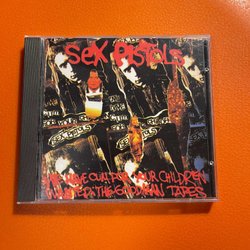 SEX PISTOLS
WE HAVE CUM FOR YOUR CHILDREN
WANTED: THE GOODMAN TAPES